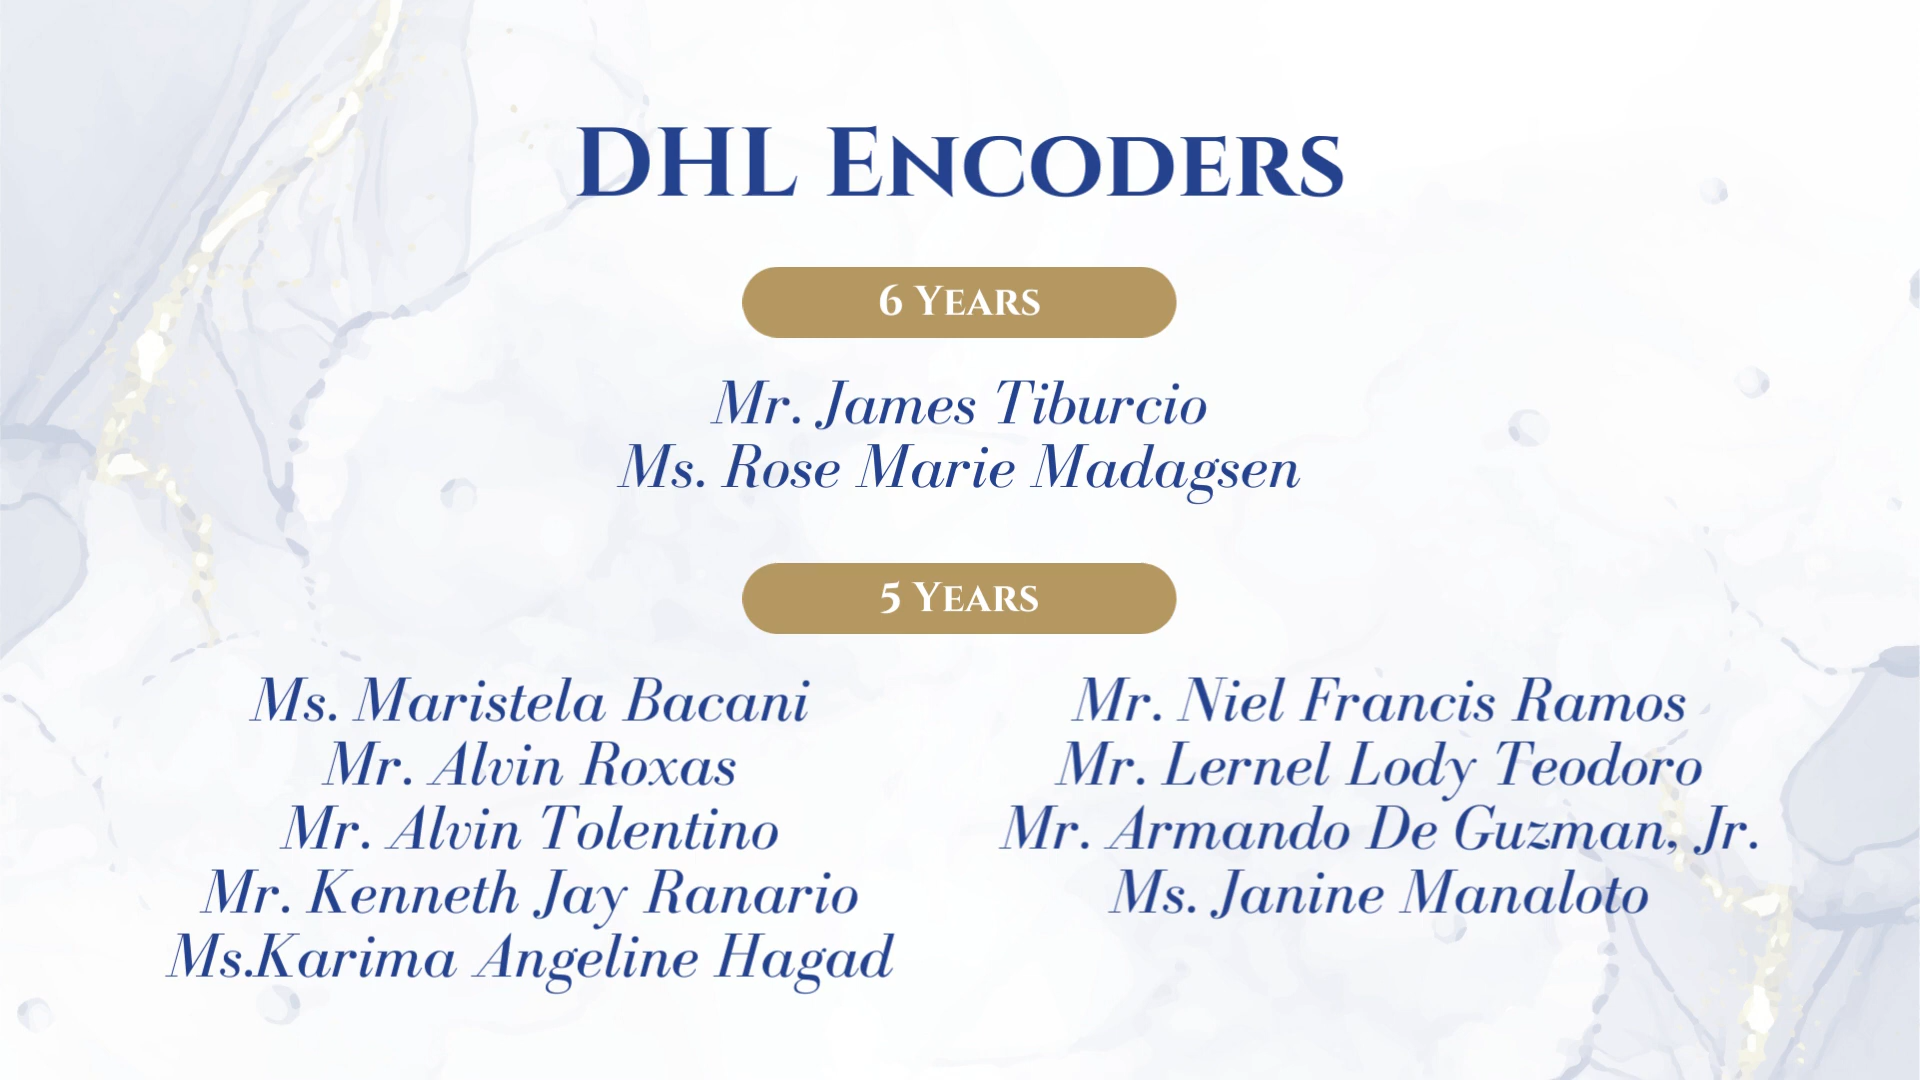 DHL Encoders
6 Years
Mr. James Tiburcio
Ms. Rose Marie Madagsen
5 Years
Ms. Maristela Bacani
Mr. Alvin Roxas
Mr. Alvin Tolentino
Mr. Kenneth Jay Ranario
Ms.Karima Angeline Hagad
Mr. Niel Francis Ramos
Mr. Lernel Lody Teodoro
Mr. Armando De Guzman, Jr.
Ms. Janine Manaloto